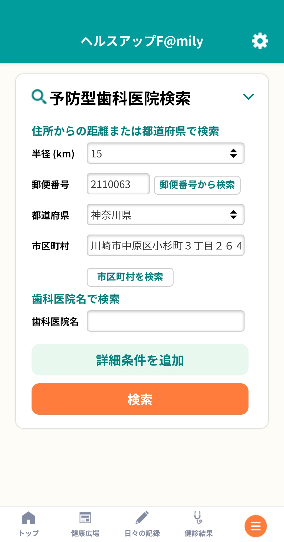 ヘルスアップF@mily
予防型歯科医院検索
住所からの距離または都道府県で検索
半径 (km) 15
郵便番号 2110063 郵便番号から検索
都道府県 神奈川県
市区町村 川崎市中原区小杉町３丁目２６４
市区町村を検索
歯科医院名で検索
歯科医院名
詳細条件を追加
検索
トップ 健康広場 日々の記録 健診結果